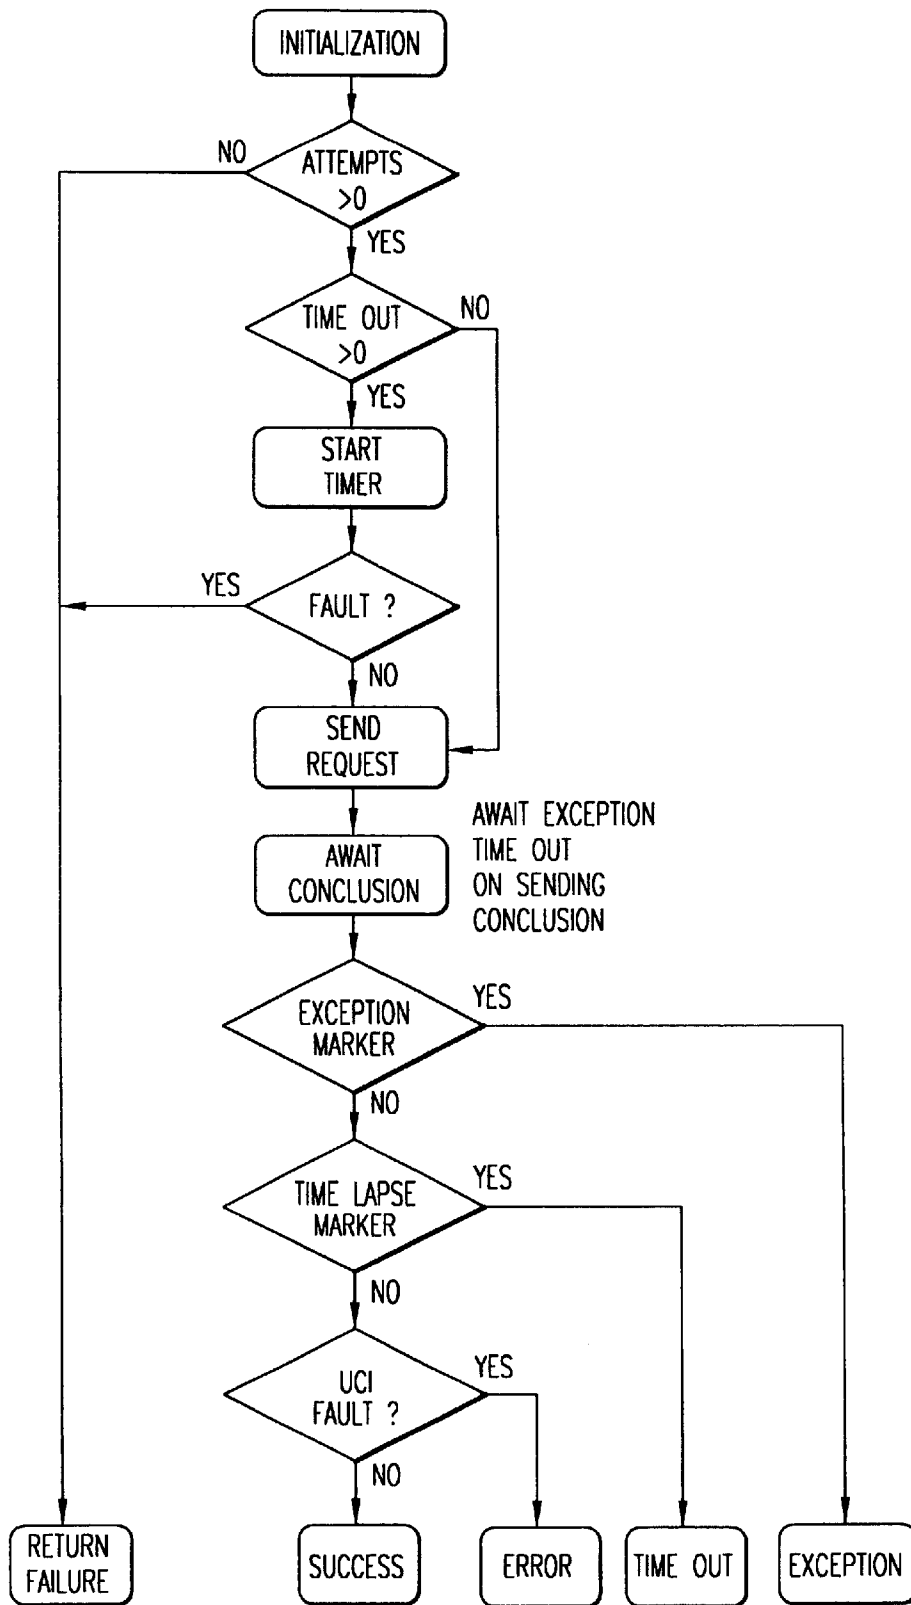 INITIALIZATION
NO
ATTEMPTS
>0
YES
TIME OUT
>0
NO
YES
START
TIMER
YES
FAULT ?
NO
SEND
REQUEST
AWAIT EXCEPTION
TIME OUT
ON SENDING
CONCLUSION
AWAIT
CONCLUSION
EXCEPTION
MARKER
YES
NO
TIME LAPSE
MARKER
YES
NO
UCI
FAULT ?
YES
NO
RETURN
FAILURE
SUCCESS
ERROR
TIME OUT
EXCEPTION